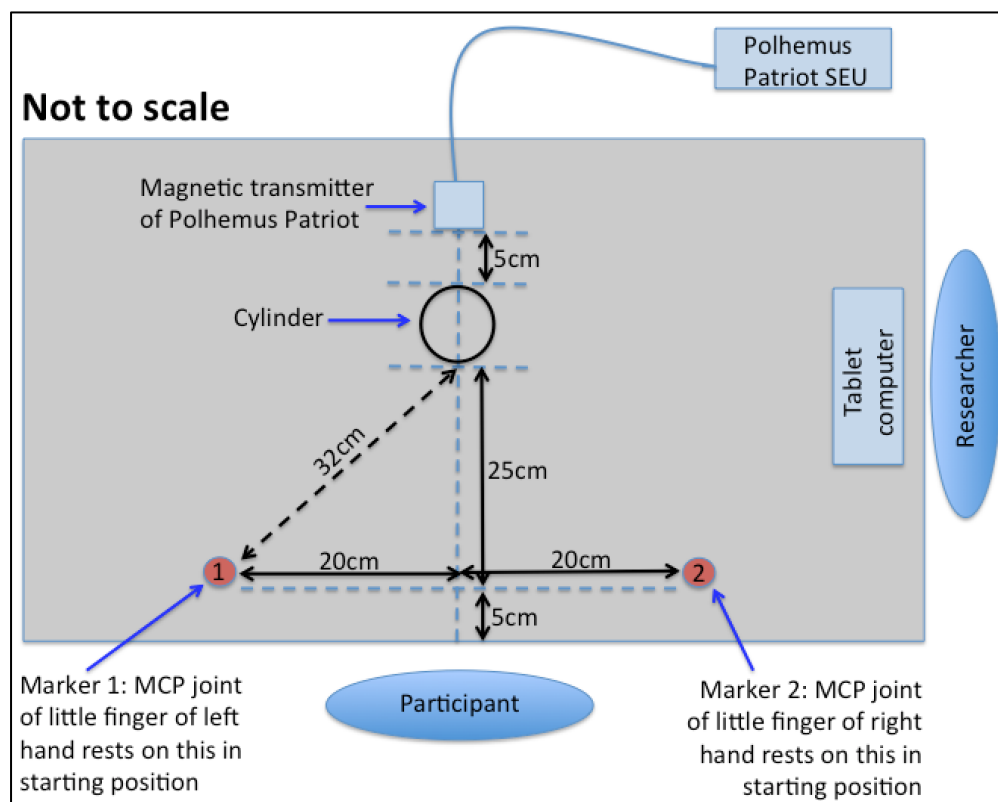 Polhemus
Patriot SEU
Not to scale
Magnetic transmitter
of Polhemus Patriot
5cm
Cylinder
Tablet
computer
Researcher
32cm
25cm
1
20cm
20cm
2
5cm
Marker 1: MCP joint
of little finger of left
hand rests on this in
starting position
Participant
Marker 2: MCP joint
of little finger of right
hand rests on this in
starting position